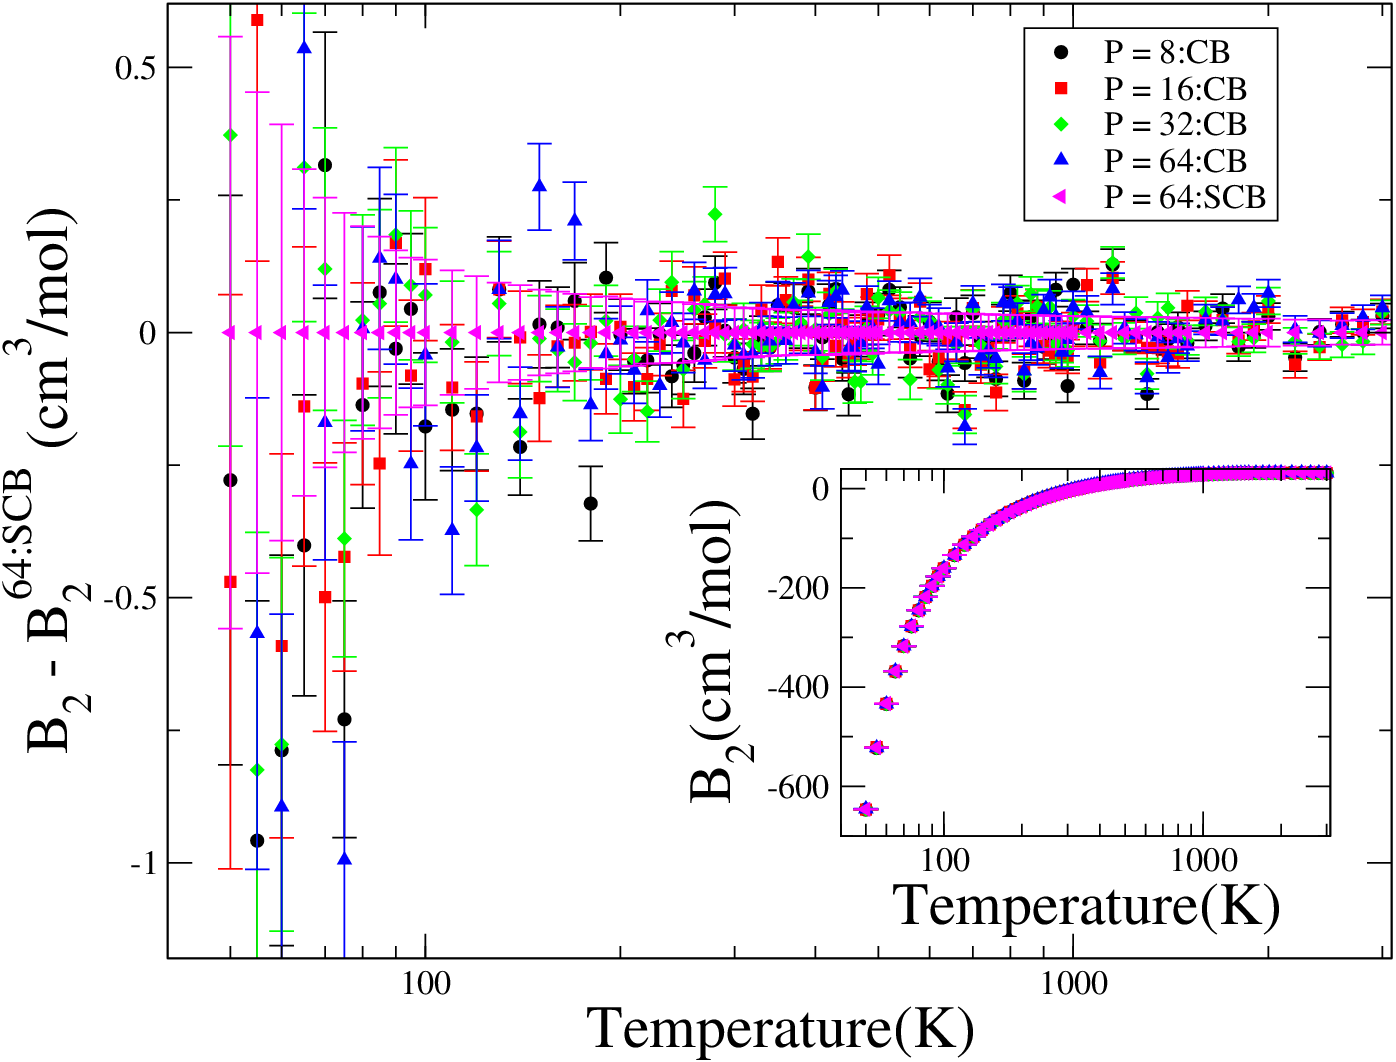 B2 - B2^64:SCB (cm^3/mol)
0.5
0
-0.5
-1
P = 8:CB
P = 16:CB
P = 32:CB
P = 64:CB
P = 64:SCB
B2(cm^3/mol)
0
-200
-400
-600
100 1000
Temperature(K)
100 1000
Temperature(K)